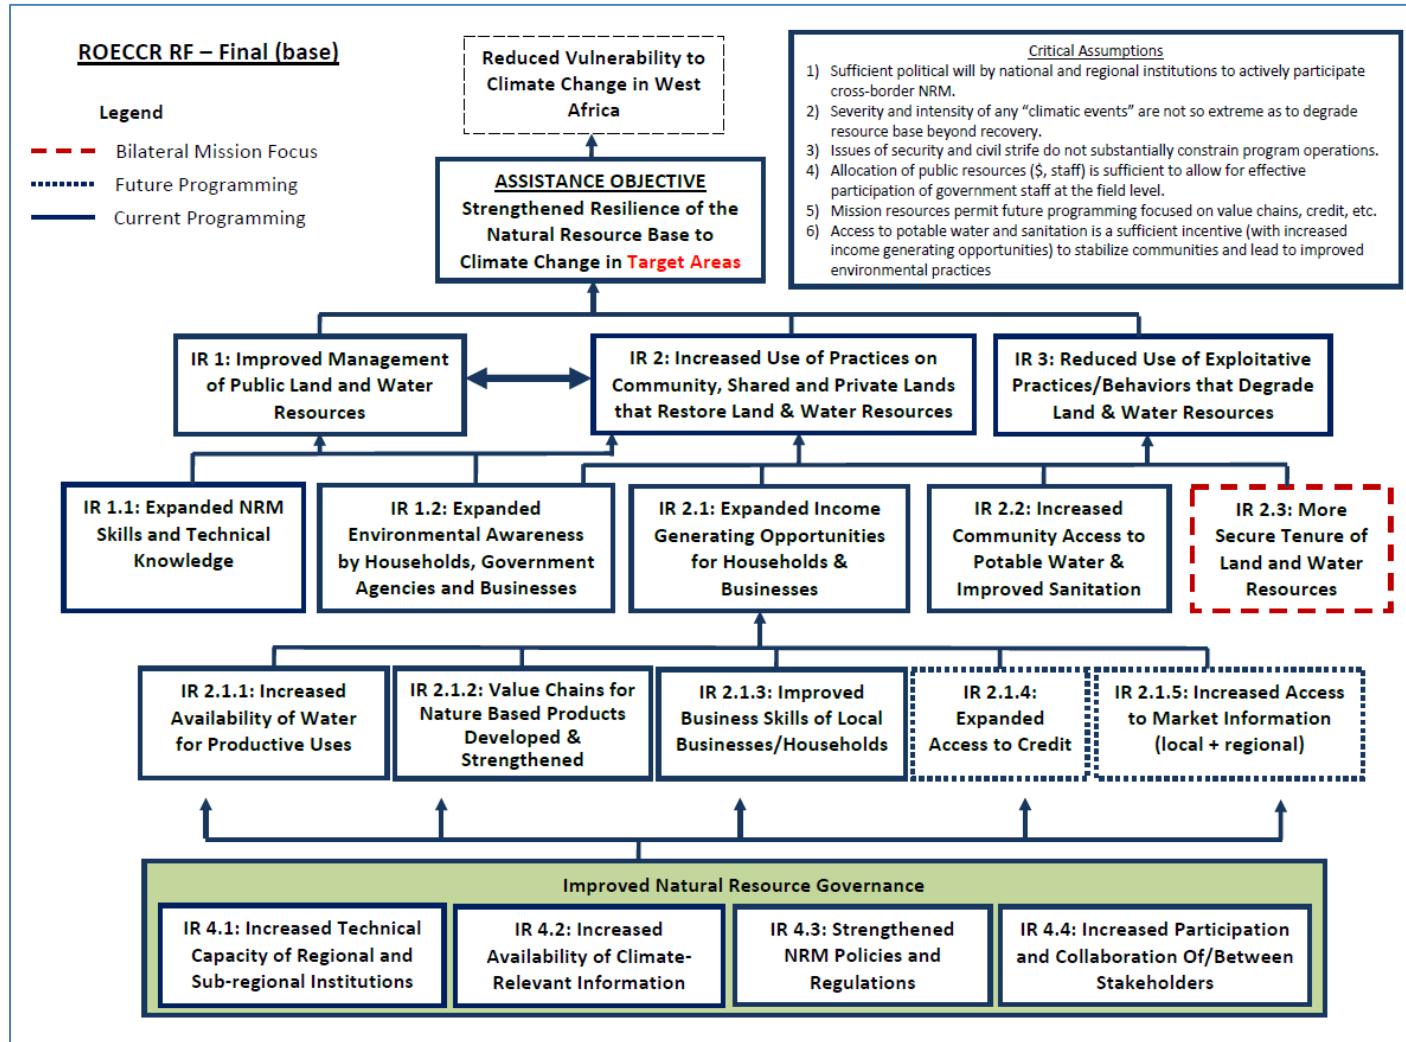 ROECCR RF – Final (base)
Legend
Bilateral Mission Focus
Future Programming
Current Programming
Reduced Vulnerability to
Climate Change in West
Africa
Critical Assumptions
1) Sufficient political will by national and regional institutions to actively participate
cross-border NRM.
2) Severity and intensity of any “climatic events” are not so extreme as to degrade
resource base beyond recovery.
3) Issues of security and civil strife do not substantially constrain program operations.
4) Allocation of public resources ($, staff) is sufficient to allow for effective
participation of government staff at the field level.
5) Mission resources permit future programming focused on value chains, credit, etc.
6) Access to potable water and sanitation is a sufficient incentive (with increased
income generating opportunities) to stabilize communities and lead to improved
environmental practices
ASSISTANCE OBJECTIVE
Strengthened Resilience of the
Natural Resource Base to
Climate Change in Target Areas
IR 1: Improved Management
of Public Land and Water
Resources
IR 2: Increased Use of Practices on
Community, Shared and Private Lands
that Restore Land & Water Resources
IR 3: Reduced Use of Exploitative
Practices/Behaviors that Degrade
Land & Water Resources
IR 1.1: Expanded NRM
Skills and Technical
Knowledge
IR 1.2: Expanded
Environmental Awareness
by Households, Government
Agencies and Businesses
IR 2.1: Expanded Income
Generating Opportunities
for Households &
Businesses
IR 2.2: Increased
Community Access to
Potable Water &
Improved Sanitation
IR 2.3: More
Secure Tenure of
Land and Water
Resources
IR 2.1.1: Increased
Availability of Water
for Productive Uses
IR 2.1.2: Value Chains for
Nature Based Products
Developed &
Strengthened
IR 2.1.3: Improved
Business Skills of Local
Businesses/Households
IR 2.1.4:
Expanded
Access to Credit
IR 2.1.5: Increased Access
to Market Information
(local + regional)
Improved Natural Resource Governance
IR 4.1: Increased Technical
Capacity of Regional and
Sub-regional Institutions
IR 4.2: Increased
Availability of Climate-
Relevant Information
IR 4.3: Strengthened
NRM Policies and
Regulations
IR 4.4: Increased Participation
and Collaboration Of/Between
Stakeholders